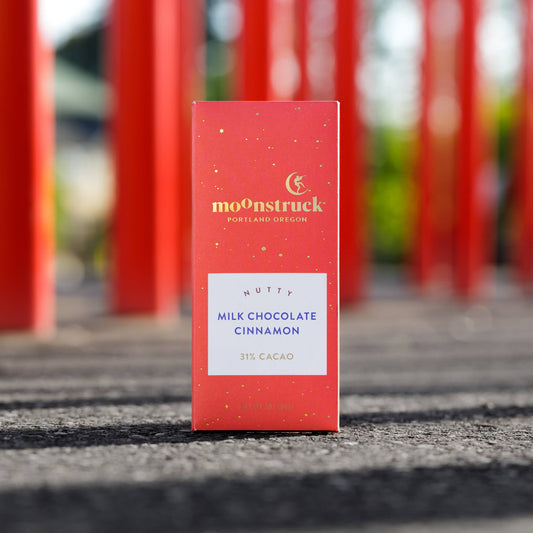 moonstruck
PORTLAND OREGON
NUTTY
MILK CHOCOLATE
CINNAMON
31% CACAO